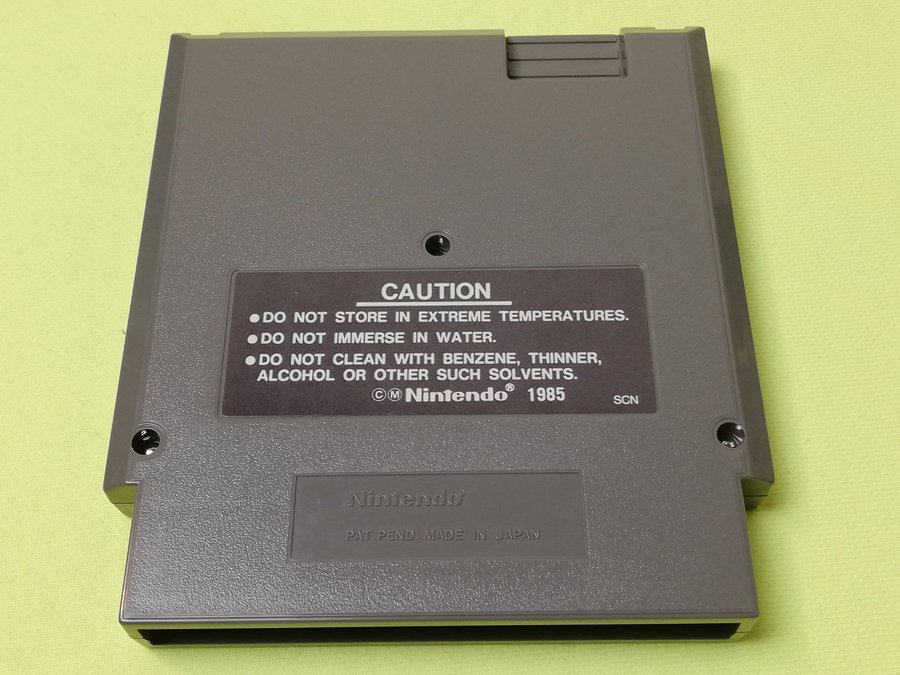 CAUTION
●DO NOT STORE IN EXTREME TEMPERATURES.
●DO NOT IMMERSE IN WATER.
●DO NOT CLEAN WITH BENZENE, THINNER,
ALCOHOL OR OTHER SUCH SOLVENTS.
ⒸⓂNintendo® 1985 SCN
Nintendo®
PAT. PEND. MADE IN JAPAN